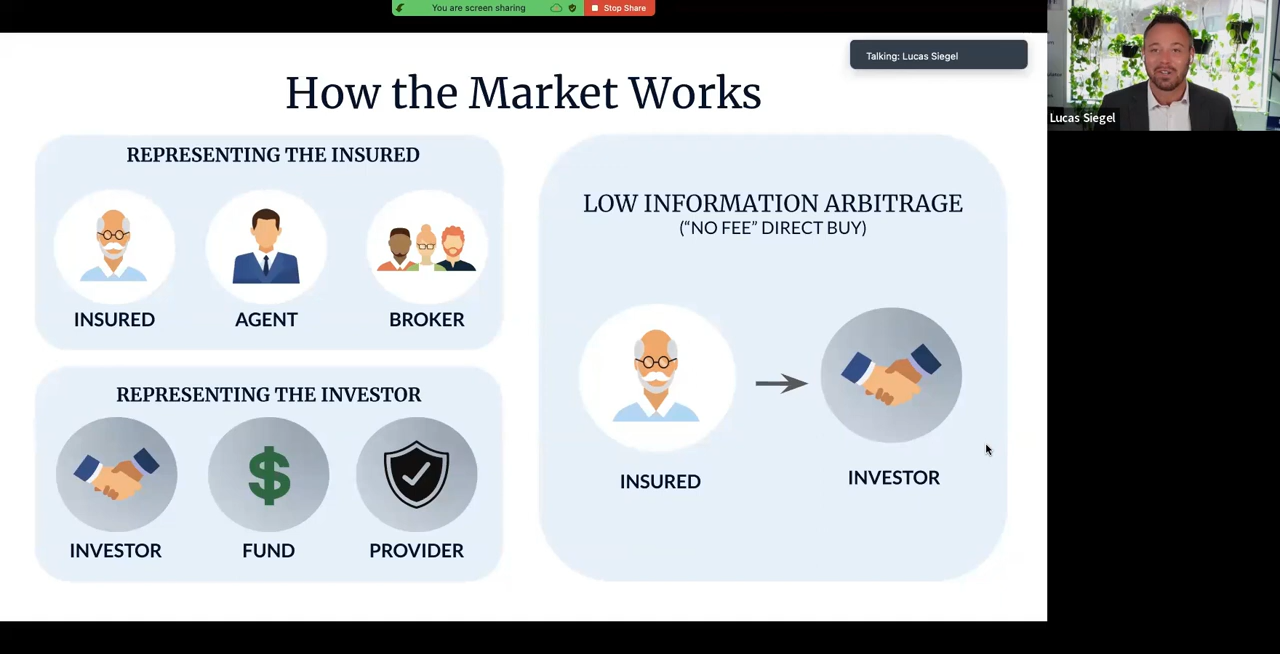 You are screen sharing
Stop Share
Talking: Lucas Siegel
Lucas Siegel
How the Market Works
REPRESENTING THE INSURED
INSURED
AGENT
BROKER
REPRESENTING THE INVESTOR
INVESTOR
FUND
PROVIDER
LOW INFORMATION ARBITRAGE
(“NO FEE” DIRECT BUY)
INSURED
INVESTOR